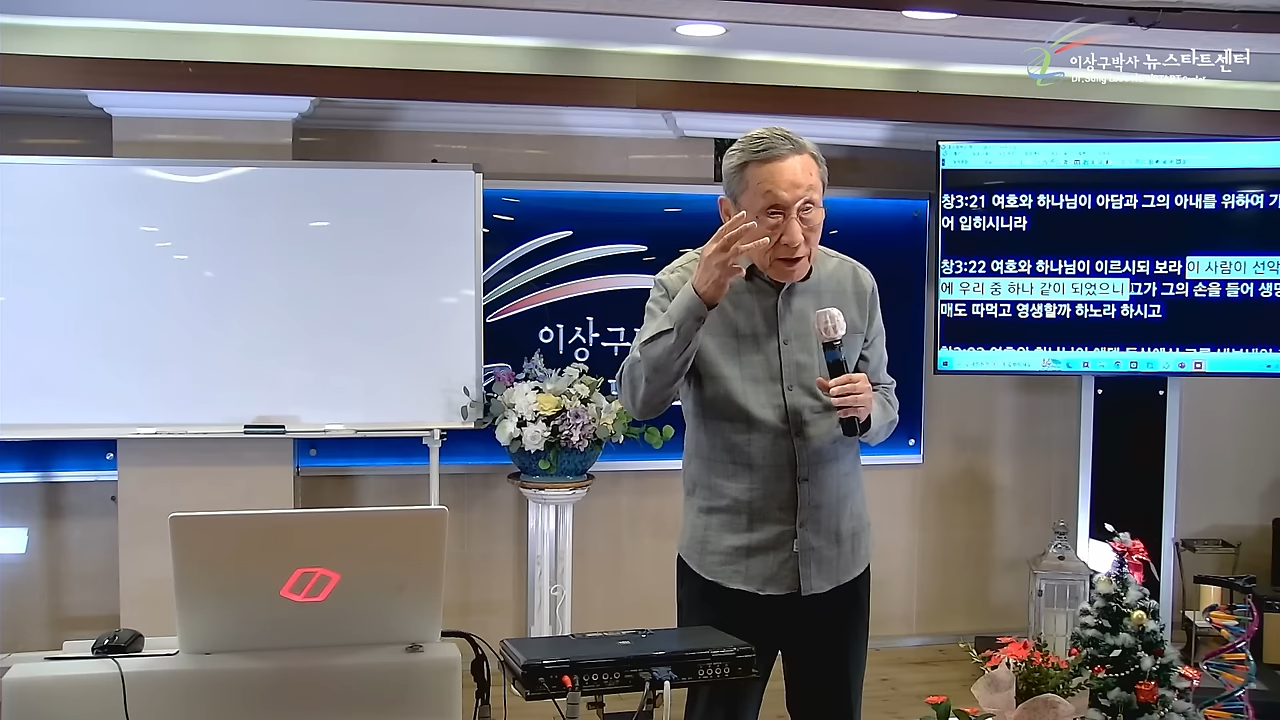 이상구박사 뉴스타트센터
창3:21 여호와 하나님이 아담과 그의 아내를 위하여 가
어 입히시니라
창3:22 여호와 하나님이 이르시되 보라 이 사람이 선악
에 우리 중 하나 같이 되었으니 그가 그의 손을 들어 생명
매도 따먹고 영생할까 하노라 하시고
이상구